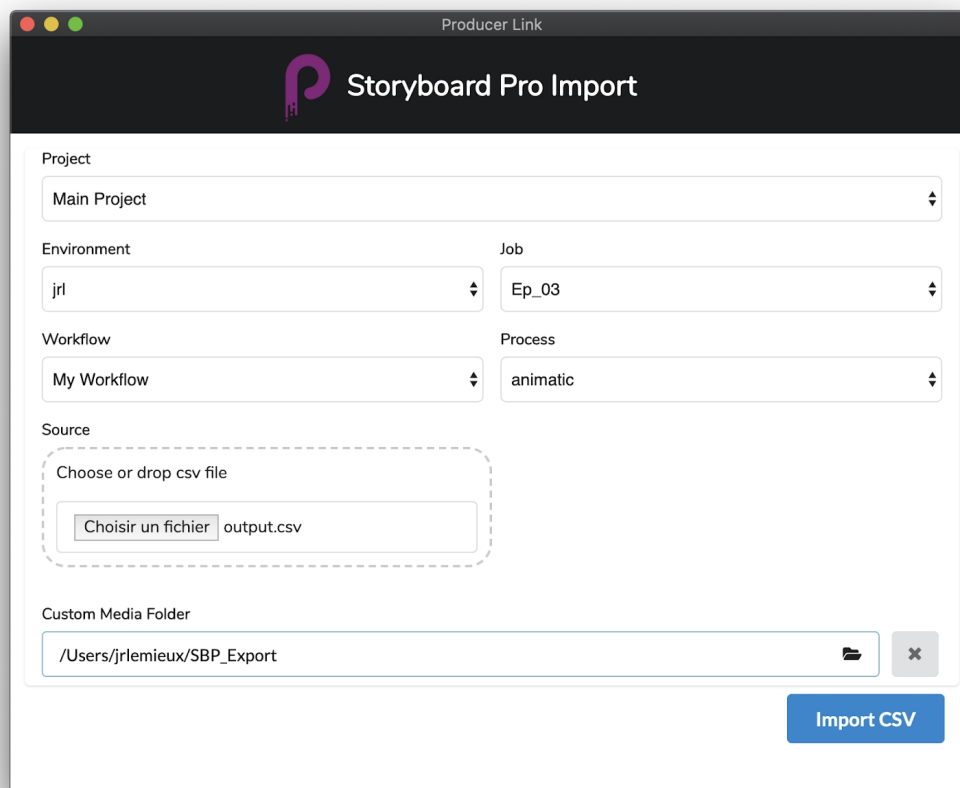 Producer Link
Storyboard Pro Import
Project
Main Project
Environment
Job
jrl
Ep_03
Workflow
Process
My Workflow
animatic
Source
Choose or drop csv file
Choisir un fichier output.csv
Custom Media Folder
/Users/jrlemieux/SBP_Export
Import CSV